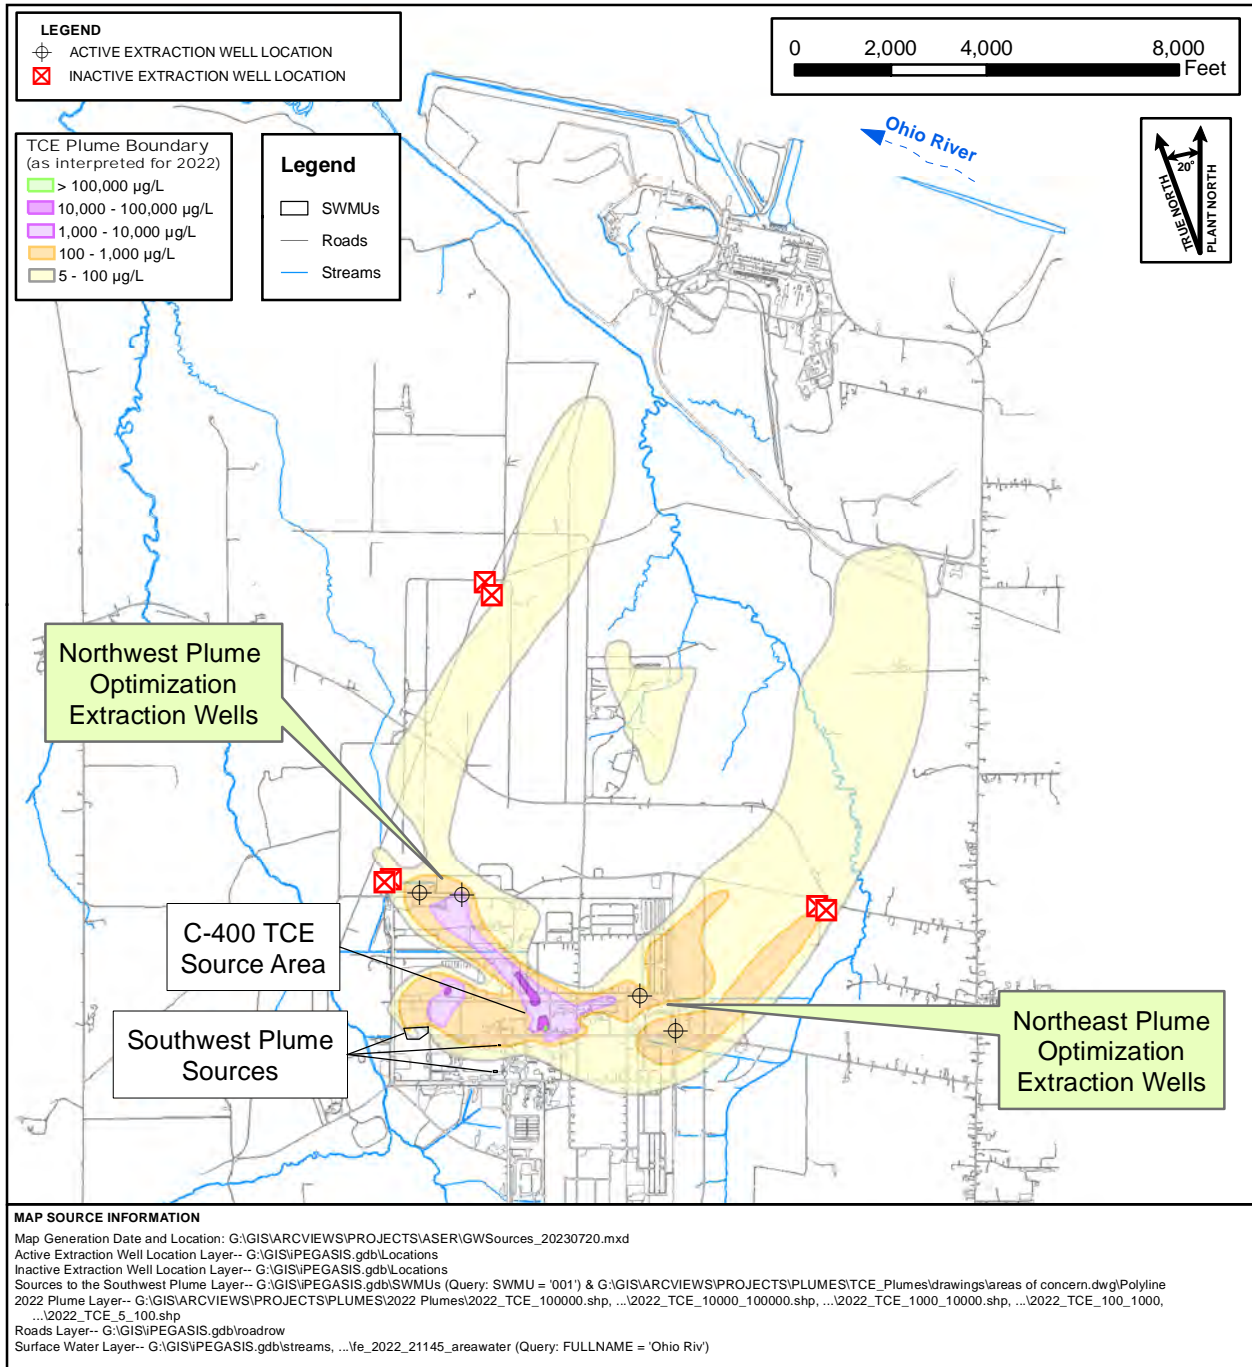 LEGEND
ACTIVE EXTRACTION WELL LOCATION
INACTIVE EXTRACTION WELL LOCATION
0 2,000 4,000 8,000
Feet
TCE Plume Boundary
(as interpreted for 2022)
> 100,000 µg/L
10,000 - 100,000 µg/L
1,000 - 10,000 µg/L
100 - 1,000 µg/L
5 - 100 µg/L
Legend
SWMUs
Roads
Streams
Ohio River
20°
TRUE NORTH
PLANT NORTH
Northwest Plume
Optimization
Extraction Wells
C-400 TCE
Source Area
Southwest Plume
Sources
Northeast Plume
Optimization
Extraction Wells
MAP SOURCE INFORMATION
Map Generation Date and Location: G:\GIS\ARCVIEWS\PROJECTS\ASER\GWSources_20230720.mxd
Active Extraction Well Location Layer-- G:\GIS\iPEGASIS.gdb\Locations
Inactive Extraction Well Location Layer-- G:\GIS\iPEGASIS.gdb\Locations
Sources to the Southwest Plume Layer-- G:\GIS\iPEGASIS.gdb\SWMUs (Query: SWMU = '001') & G:\GIS\ARCVIEWS\PROJECTS\PLUMES\TCE_Plumes\drawings\areas of concern.dwg\Polyline
2022 Plume Layer-- G:\GIS\ARCVIEWS\PROJECTS\PLUMES\2022 Plumes\2022_TCE_100000.shp, ...\2022_TCE_10000_100000.shp, ...\2022_TCE_1000_10000.shp, ...\2022_TCE_100_1000,
...\2022_TCE_5_100.shp
Roads Layer-- G:\GIS\iPEGASIS.gdb\roadrow
Surface Water Layer-- G:\GIS\iPEGASIS.gdb\streams, ...\fe_2022_21145_areawater (Query: FULLNAME = 'Ohio Riv')